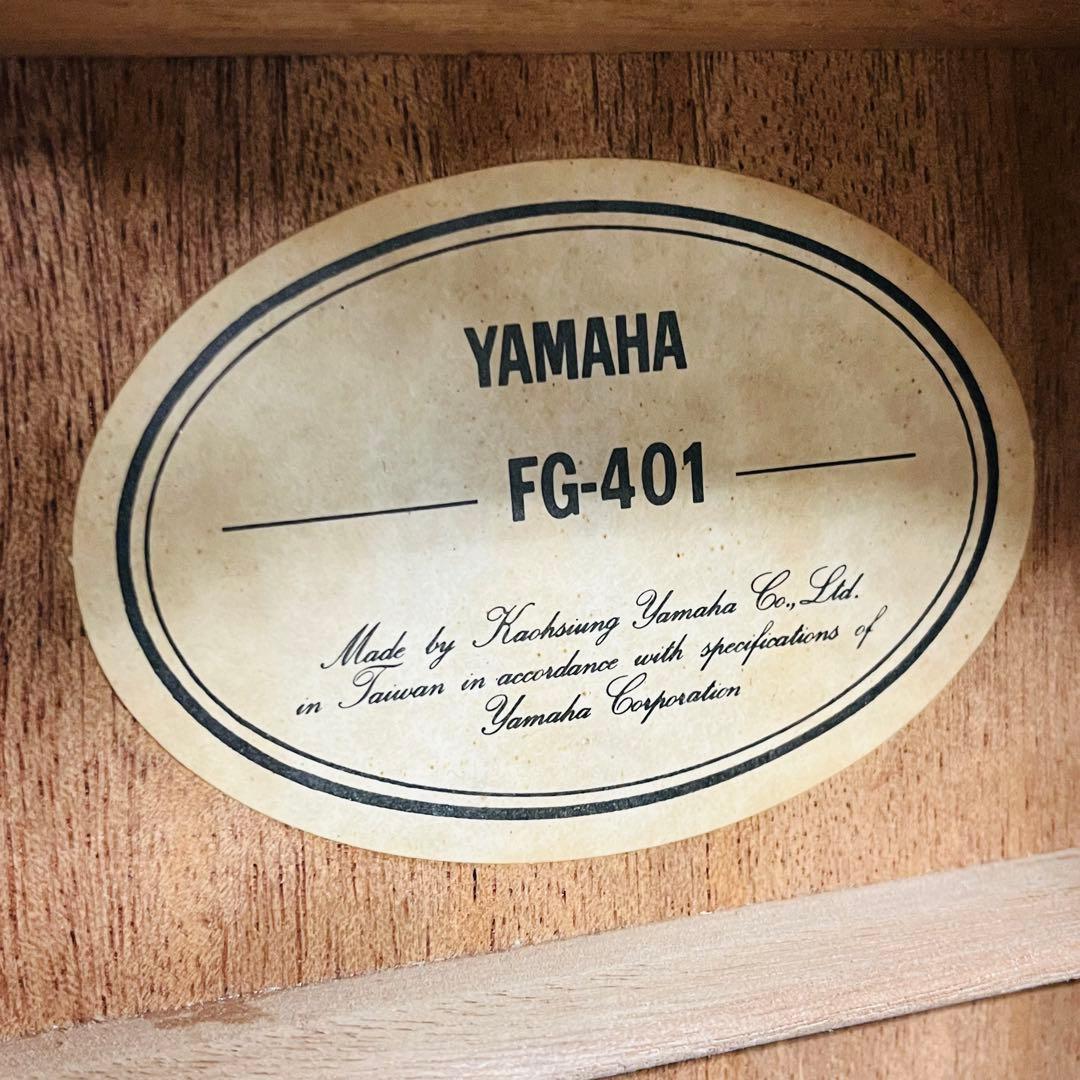 YAMAHA
FG-401
Made by Kaohsiung Yamaha Co., Ltd.
in Taiwan in accordance with specifications of
Yamaha Corporation